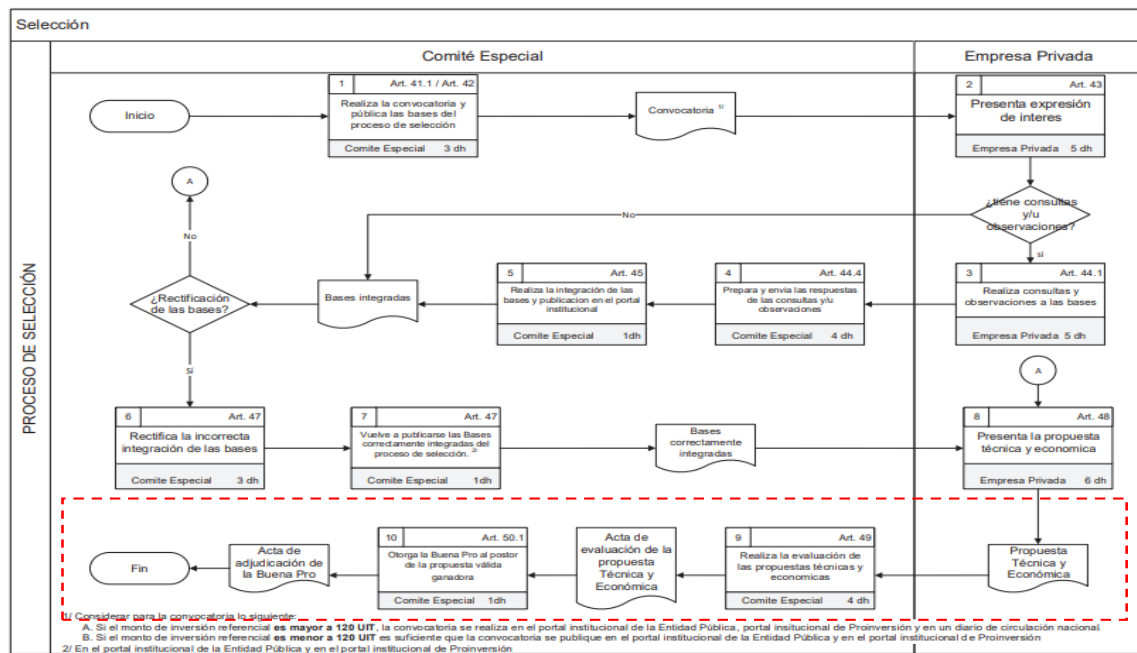 Selección
PROCESO DE SELECCIÓN
Comité Especial
Empresa Privada
Inicio
1 Art. 41.1 / Art. 42
Realiza la convocatoria y
pública las bases del
proceso de selección
Comite Especial 3 dh
Convocatoria 1/
2 Art. 43
Presenta expresión
de interes
Empresa Privada 5 dh
¿tiene consultas
y/u
observaciones?
No
sí
3 Art. 44.1
Realiza consultas y
observaciones a las bases
Empresa Privada 5 dh
4 Art. 44.4
Prepara y envia las respuestas
de las consultas y/u
observaciones
Comite Especial 4 dh
5 Art. 45
Realiza la integración de las
bases y publicacion en el portal
institucional
Comite Especial 1dh
Bases integradas
¿Rectificación
de las bases?
No
A
Sí
6 Art. 47
Rectifica la incorrecta
integración de las bases
Comite Especial 3 dh
7 Art. 47
Vuelve a publicarse las Bases
correctamente integradas del
proceso de selección. 2/
Comite Especial 1dh
Bases
correctamente
integradas
A
8 Art. 48
Presenta la propuesta
técnica y economica
Empresa Privada 6 dh
Propuesta
Técnica y
Económica
9 Art. 49
Realiza la evaluación de
las propuestas técnicas y
economicas
Comite Especial 4 dh
Acta de
evaluación de la
propuesta
Técnica y
Económica
10 Art. 50.1
Otorga la Buena Pro al postor
de la propuesta válida
ganadora
Comite Especial 1dh
Acta de
adjudicación de
la Buena Pro
Fin
1/ Considerar para la convocatoria lo siguiente:
A. Si el monto de inversión referencial es mayor a 120 UIT, la convocatoria se realiza en el portal institucional de la Entidad Pública, portal insitucional de Proinversión y en un diario de circulación nacional
B. Si el monto de inversión referencial es menor a 120 UIT es suficiente que la convocatoria se publique en el portal institucional de la Entidad Pública y en el portal institucional de Proinversión
2/ En el portal institucional de la Entidad Pública y en el portal institucional de Proinversión